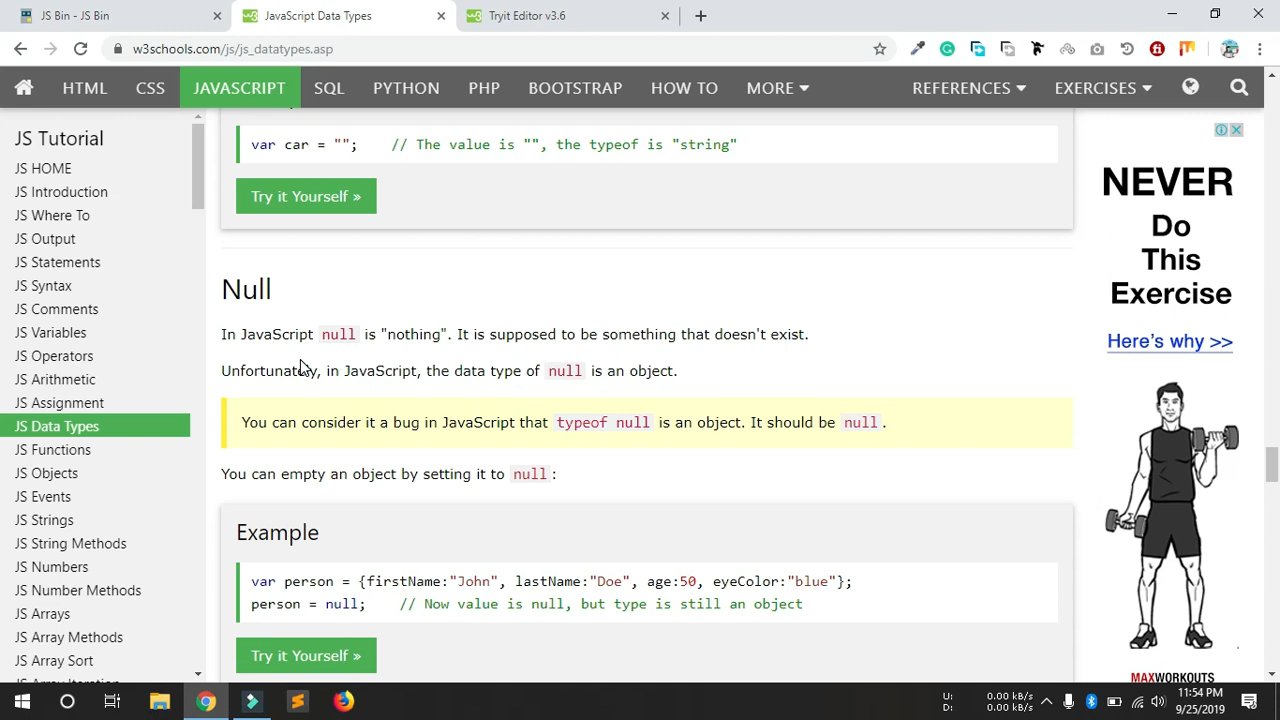 JS Bin - JS Bin
JavaScript Data Types
Tryit Editor v3.6
w3schools.com/js/js_datatypes.asp
HTML CSS JAVASCRIPT SQL PYTHON PHP BOOTSTRAP HOW TO MORE REFERENCES EXERCISES
JS Tutorial
JS HOME
JS Introduction
JS Where To
JS Output
JS Statements
JS Syntax
JS Comments
JS Variables
JS Operators
JS Arithmetic
JS Assignment
JS Data Types
JS Functions
JS Objects
JS Events
JS Strings
JS String Methods
JS Numbers
JS Number Methods
JS Arrays
JS Array Methods
JS Array Sort
var car = "";    // The value is "", the typeof is "string"
Try it Yourself »
Null
In JavaScript null is "nothing". It is supposed to be something that doesn't exist.
Unfortunately, in JavaScript, the data type of null is an object.
You can consider it a bug in JavaScript that typeof null is an object. It should be null.
You can empty an object by setting it to null:
Example
var person = {firstName:"John", lastName:"Doe", age:50, eyeColor:"blue"};
person = null;    // Now value is null, but type is still an object
Try it Yourself »
NEVER
Do
This
Exercise
Here's why >>
MAXWORKOUTS
U: 0.00 kB/s
D: 0.00 kB/s
11:54 PM
9/25/2019